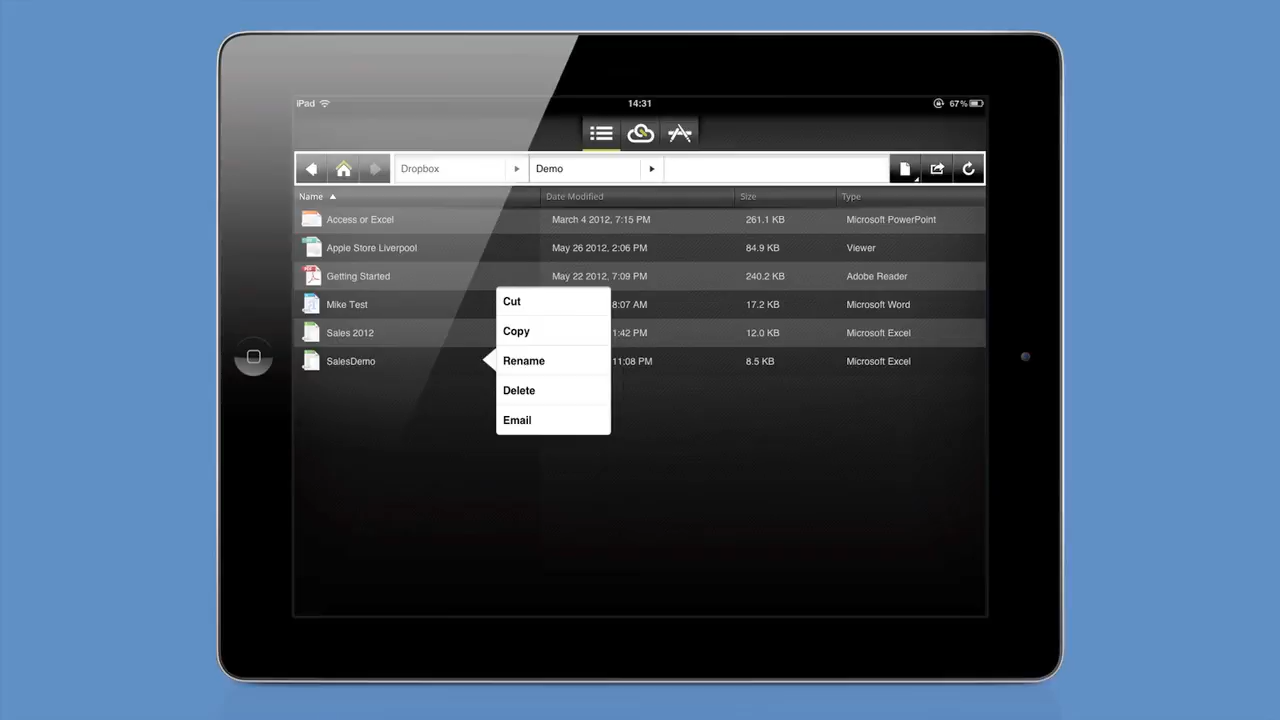 iPad 14:31 67%
Dropbox Demo
Name Date Modified Size Type
Access or Excel March 4 2012, 7:15 PM 261.1 KB Microsoft PowerPoint
Apple Store Liverpool May 26 2012, 2:06 PM 84.9 KB Viewer
Getting Started May 22 2012, 7:09 PM 240.2 KB Adobe Reader
Cut
Mike Test 8:07 AM 17.2 KB Microsoft Word
Copy
Sales 2012 1:42 PM 12.0 KB Microsoft Excel
Rename
SalesDemo 11:08 PM 8.5 KB Microsoft Excel
Delete
Email